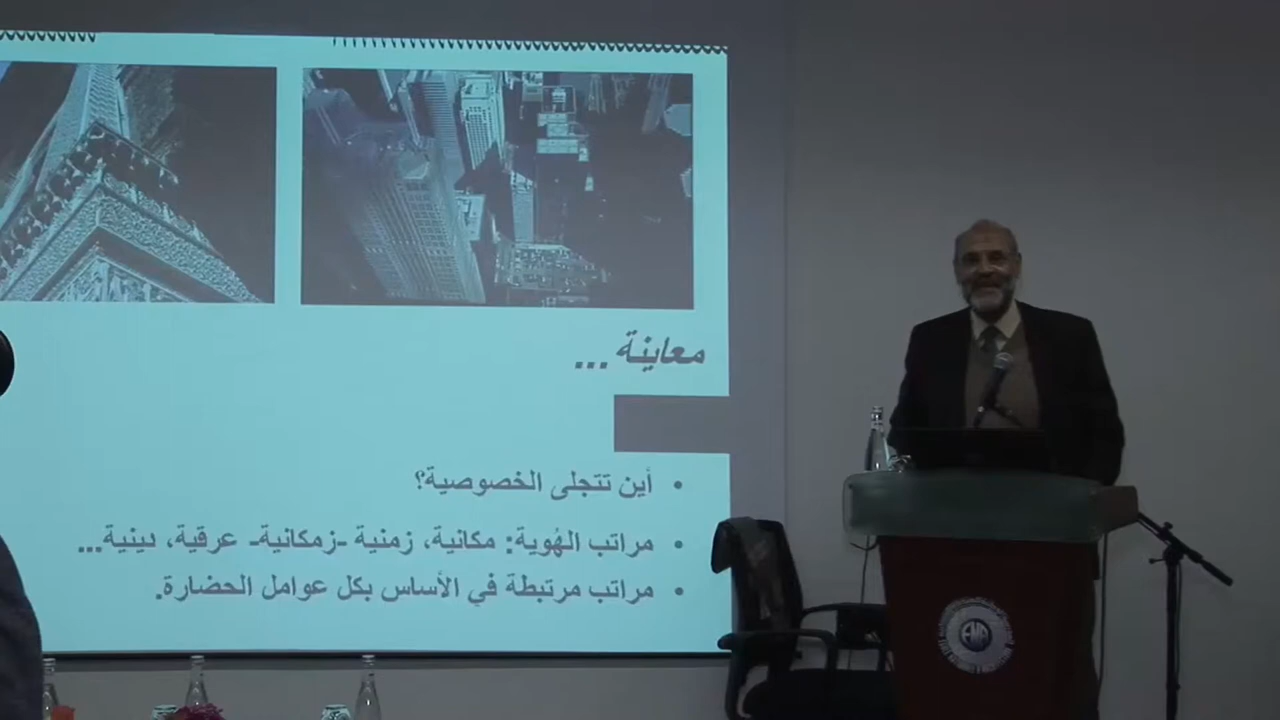 معاينة ...
• أين تتجلى الخصوصية؟
• مراتب الهُوية: مكانية، زمنية -زمكانية- عرقية، دينية...
• مراتب مرتبطة في الأساس بكل عوامل الحضارة.